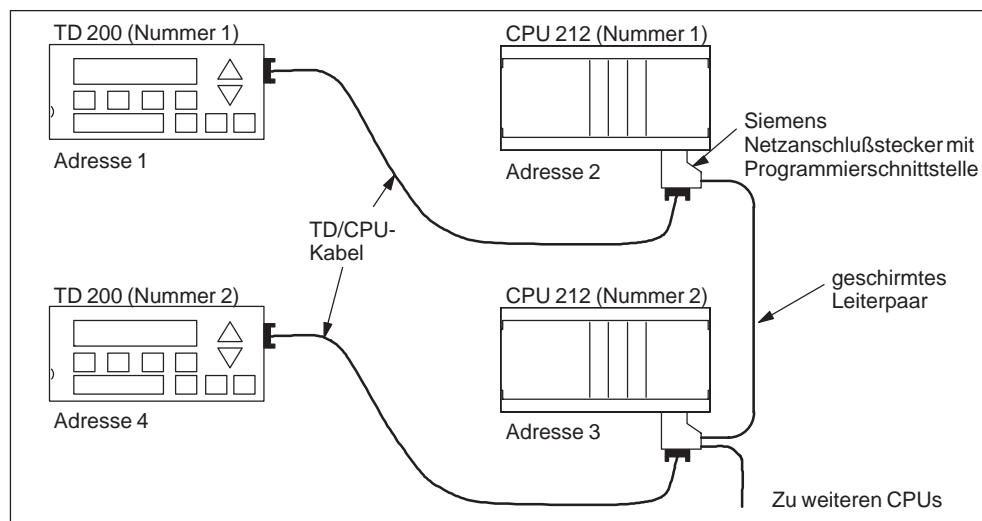 TD 200 (Nummer 1)
CPU 212 (Nummer 1)
Siemens
Netzanschlußstecker mit
Programmierschnittstelle
Adresse 1
Adresse 2
TD/CPU-
Kabel
geschirmtes
Leiterpaar
TD 200 (Nummer 2)
CPU 212 (Nummer 2)
Adresse 4
Adresse 3
Zu weiteren CPUs